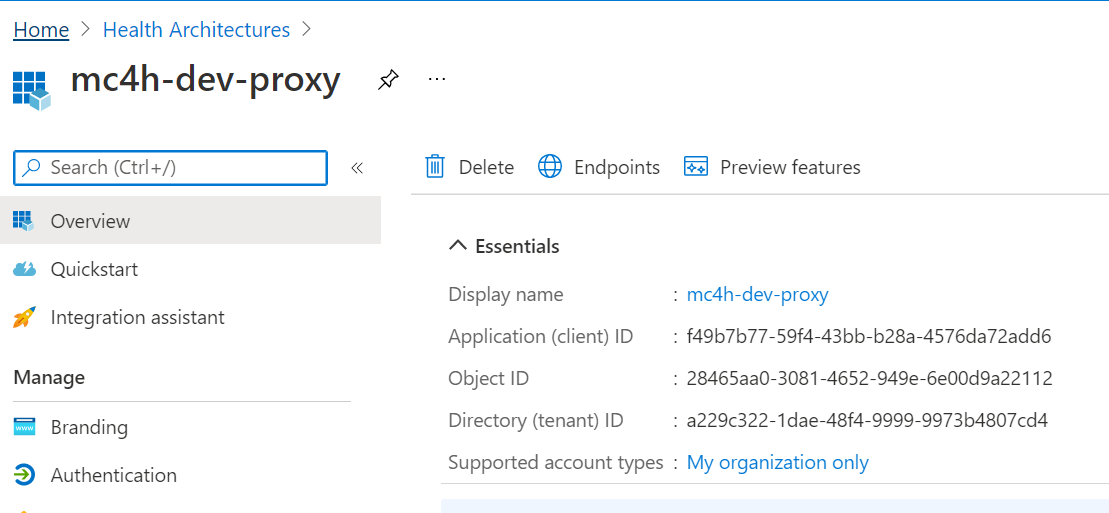 Home > Health Architectures >
mc4h-dev-proxy ...
Search (Ctrl+/) «
Delete Endpoints Preview features
Overview
Quickstart
Integration assistant
Manage
Branding
Authentication
Essentials
Display name : mc4h-dev-proxy
Application (client) ID : f49b7b77-59f4-43bb-b28a-4576da72add6
Object ID : 28465aa0-3081-4652-949e-6e00d9a22112
Directory (tenant) ID : a229c322-1dae-48f4-9999-9973b4807cd4
Supported account types : My organization only